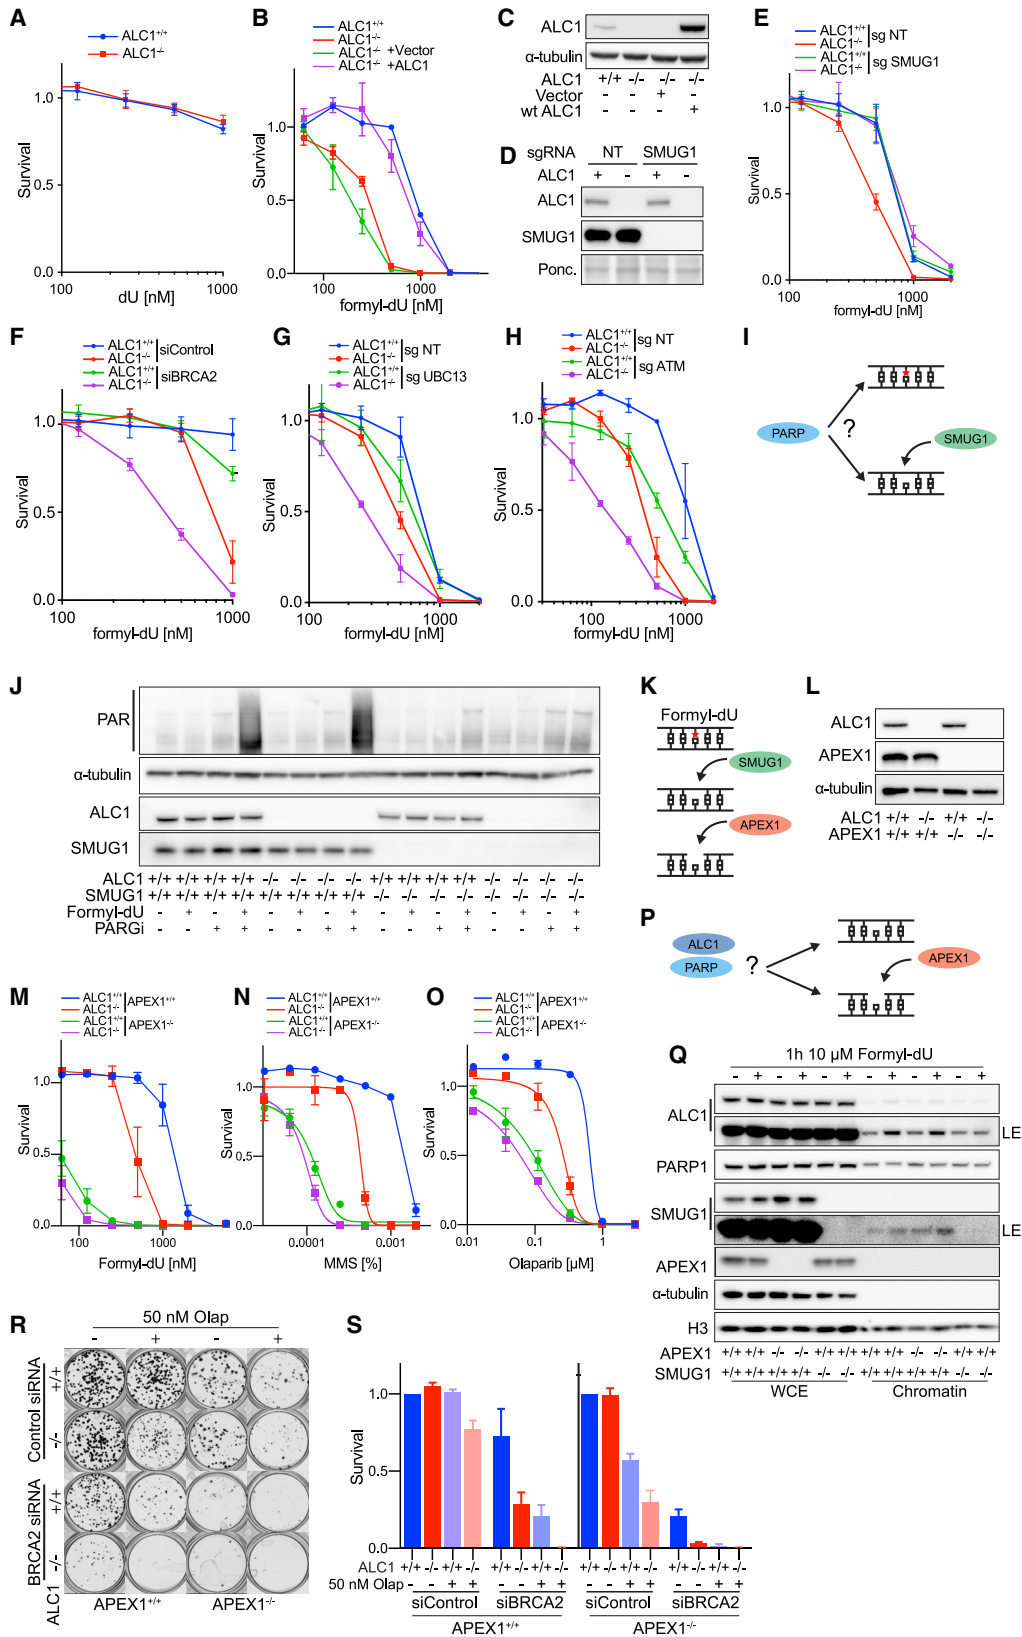 A
ALC1+/+
ALC1-/-
Survival
1.0
0.5
0.0
100
1000
dU [nM]
B
ALC1+/+
ALC1-/-
ALC1-/- +Vector
ALC1-/- +ALC1
Survival
1.0
0.5
0.0
100
1000
formyl-dU [nM]
C
ALC1
α-tubulin
ALC1 +/+ -/- -/- -/-
Vector - - + -
wt ALC1 - - - +
D
sgRNA NT SMUG1
ALC1 + - + -
ALC1
SMUG1
Ponc.
E
ALC1+/+
ALC1-/-
sg NT
ALC1+/+
ALC1-/-
sg SMUG1
Survival
1.0
0.5
0.0
100
1000
formyl-dU [nM]
F
ALC1+/+
ALC1-/-
siControl
ALC1+/+
ALC1-/-
siBRCA2
Survival
1.0
0.5
0.0
100
1000
formyl-dU [nM]
G
ALC1+/+
ALC1-/-
sg NT
ALC1+/+
ALC1-/-
sg UBC13
Survival
1.0
0.5
0.0
100
1000
formyl-dU [nM]
H
ALC1+/+
ALC1-/-
sg NT
ALC1+/+
ALC1-/-
sg ATM
Survival
1.0
0.5
0.0
100
1000
formyl-dU [nM]
I
PARP
?
SMUG1
J
PAR
α-tubulin
ALC1
SMUG1
ALC1 +/+ +/+ +/+ +/+ -/- -/- -/- -/- +/+ +/+ +/+ +/+ -/- -/- -/- -/-
SMUG1 +/+ +/+ +/+ +/+ +/+ +/+ +/+ +/+ -/- -/- -/- -/- -/- -/- -/- -/-
Formyl-dU - + - + - + - + - + - + - + - +
PARGi - - + + - - + + - - + + - - + +
K
Formyl-dU
SMUG1
APEX1
L
ALC1
APEX1
α-tubulin
ALC1 +/+ -/- +/+ -/-
APEX1 +/+ +/+ -/- -/-
M
ALC1+/+
ALC1-/-
APEX1+/+
ALC1+/+
ALC1-/-
APEX1-/-
Survival
1.0
0.5
0.0
100
1000
Formyl-dU [nM]
N
ALC1+/+
ALC1-/-
APEX1+/+
ALC1+/+
ALC1-/-
APEX1-/-
Survival
1.0
0.5
0.0
0.0001
0.001
MMS [%]
O
ALC1+/+
ALC1-/-
APEX1+/+
ALC1+/+
ALC1-/-
APEX1-/-
Survival
1.0
0.5
0.0
0.01
0.1
1
Olaparib [µM]
P
ALC1
PARP
?
APEX1
Q
1h 10 µM Formyl-dU
- + - + - + - + - + - +
ALC1
LE
PARP1
SMUG1
LE
APEX1
α-tubulin
H3
APEX1 +/+ +/+ -/- -/- +/+ +/+ +/+ +/+ -/- -/- +/+ +/+
SMUG1 +/+ +/+ +/+ +/+ -/- -/- +/+ +/+ +/+ +/+ -/- -/-
WCE Chromatin
R
50 nM Olap
- + - +
Control siRNA
+/+
-/-
BRCA2 siRNA
+/+
-/-
ALC1
APEX1+/+ APEX1-/-
S
Survival
1.0
0.5
0.0
ALC1 +/+ -/- +/+ -/- +/+ -/- +/+ -/- +/+ -/- +/+ -/- +/+ -/- +/+ -/-
50 nM Olap - - + + - - + + - - + + - - + +
siControl siBRCA2 siControl siBRCA2
APEX1+/+ APEX1-/-